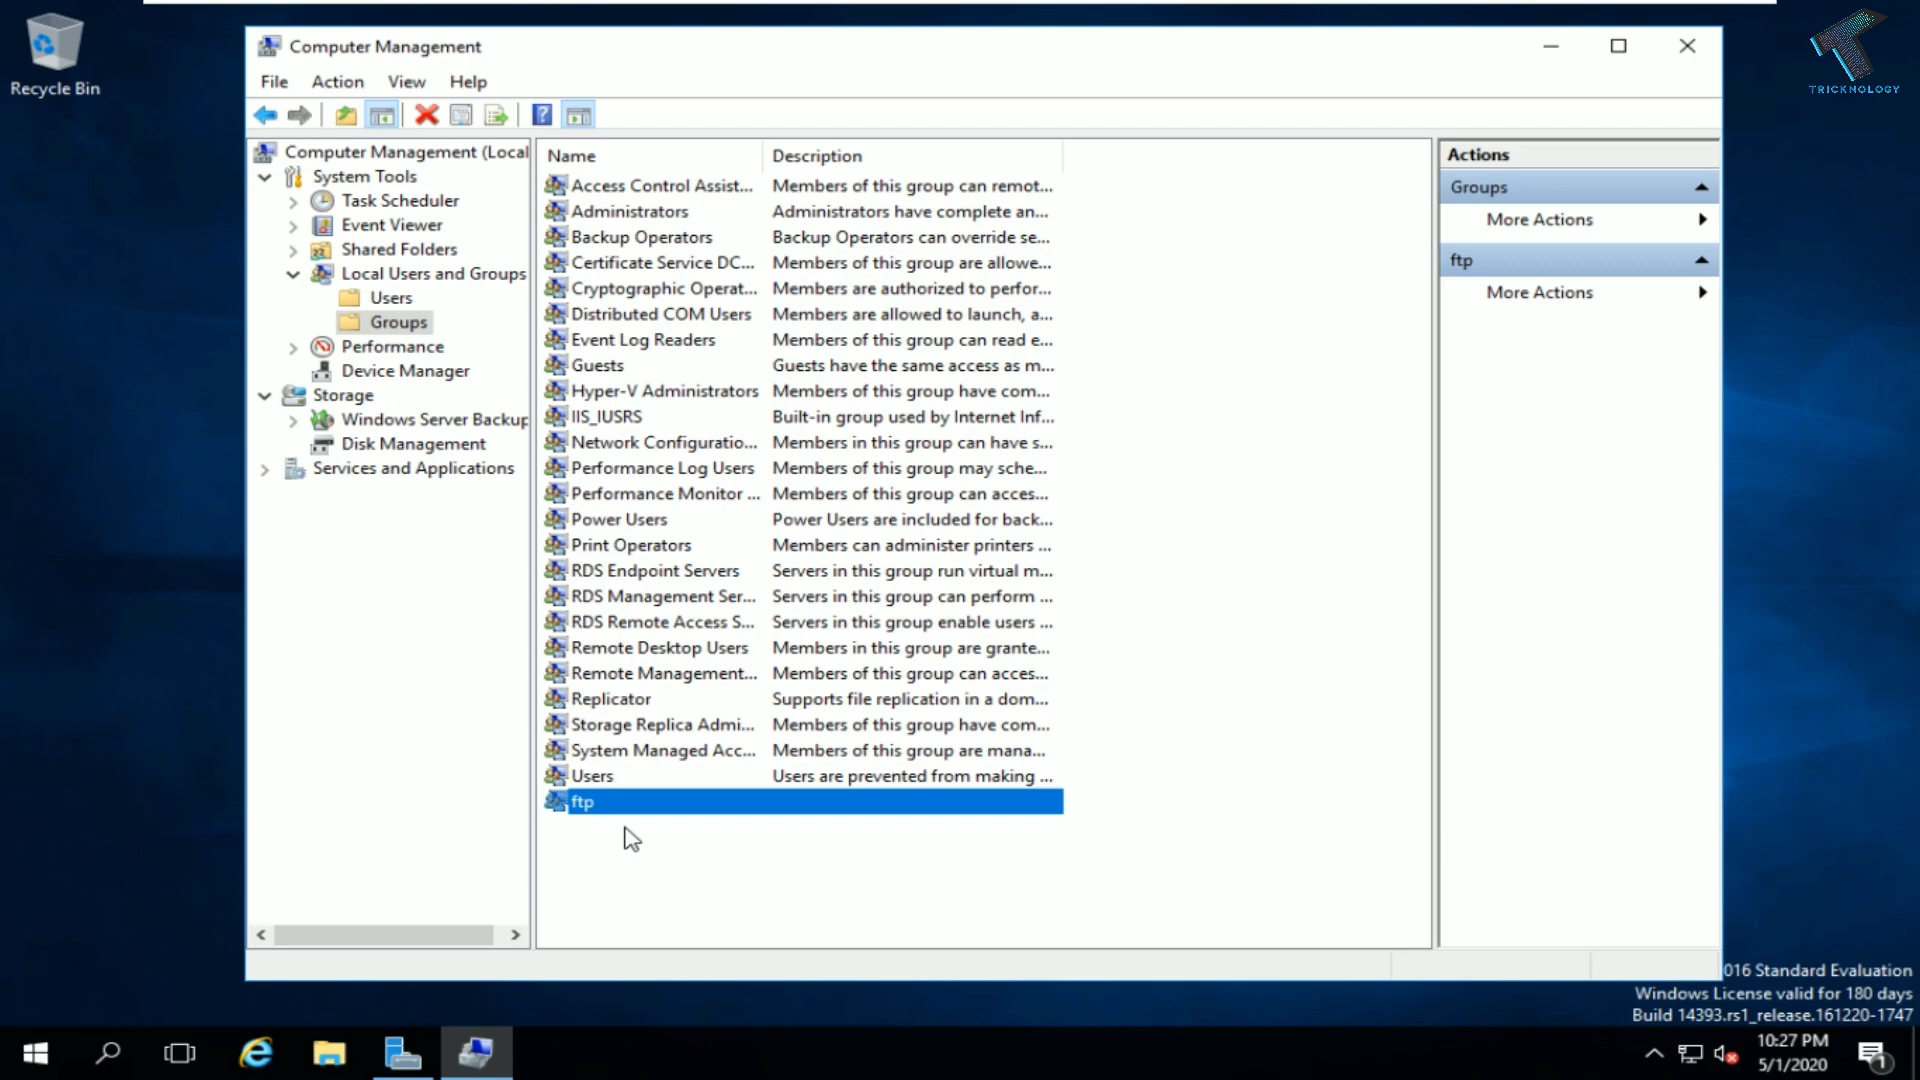 Recycle Bin
TRICKNOLOGY
Computer Management
File Action View Help
Computer Management (Local
System Tools
Task Scheduler
Event Viewer
Shared Folders
Local Users and Groups
Users
Groups
Performance
Device Manager
Storage
Windows Server Backup
Disk Management
Services and Applications
Name Description
Access Control Assist... Members of this group can remot...
Administrators Administrators have complete an...
Backup Operators Backup Operators can override se...
Certificate Service DC... Members of this group are allowe...
Cryptographic Operat... Members are authorized to perfor...
Distributed COM Users Members are allowed to launch, a...
Event Log Readers Members of this group can read e...
Guests Guests have the same access as m...
Hyper-V Administrators Members of this group have com...
IIS_IUSRS Built-in group used by Internet Inf...
Network Configuratio... Members in this group can have s...
Performance Log Users Members of this group may sche...
Performance Monitor ... Members of this group can acces...
Power Users Power Users are included for back...
Print Operators Members can administer printers ...
RDS Endpoint Servers Servers in this group run virtual m...
RDS Management Ser... Servers in this group can perform ...
RDS Remote Access S... Servers in this group enable users ...
Remote Desktop Users Members in this group are grante...
Remote Management... Members of this group can acces...
Replicator Supports file replication in a dom...
Storage Replica Admi... Members of this group have com...
System Managed Acc... Members of this group are mana...
Users Users are prevented from making ...
ftp
Actions
Groups
More Actions
ftp
More Actions
016 Standard Evaluation
Windows License valid for 180 days
Build 14393.rs1_release.161220-1747
10:27 PM
5/1/2020
1